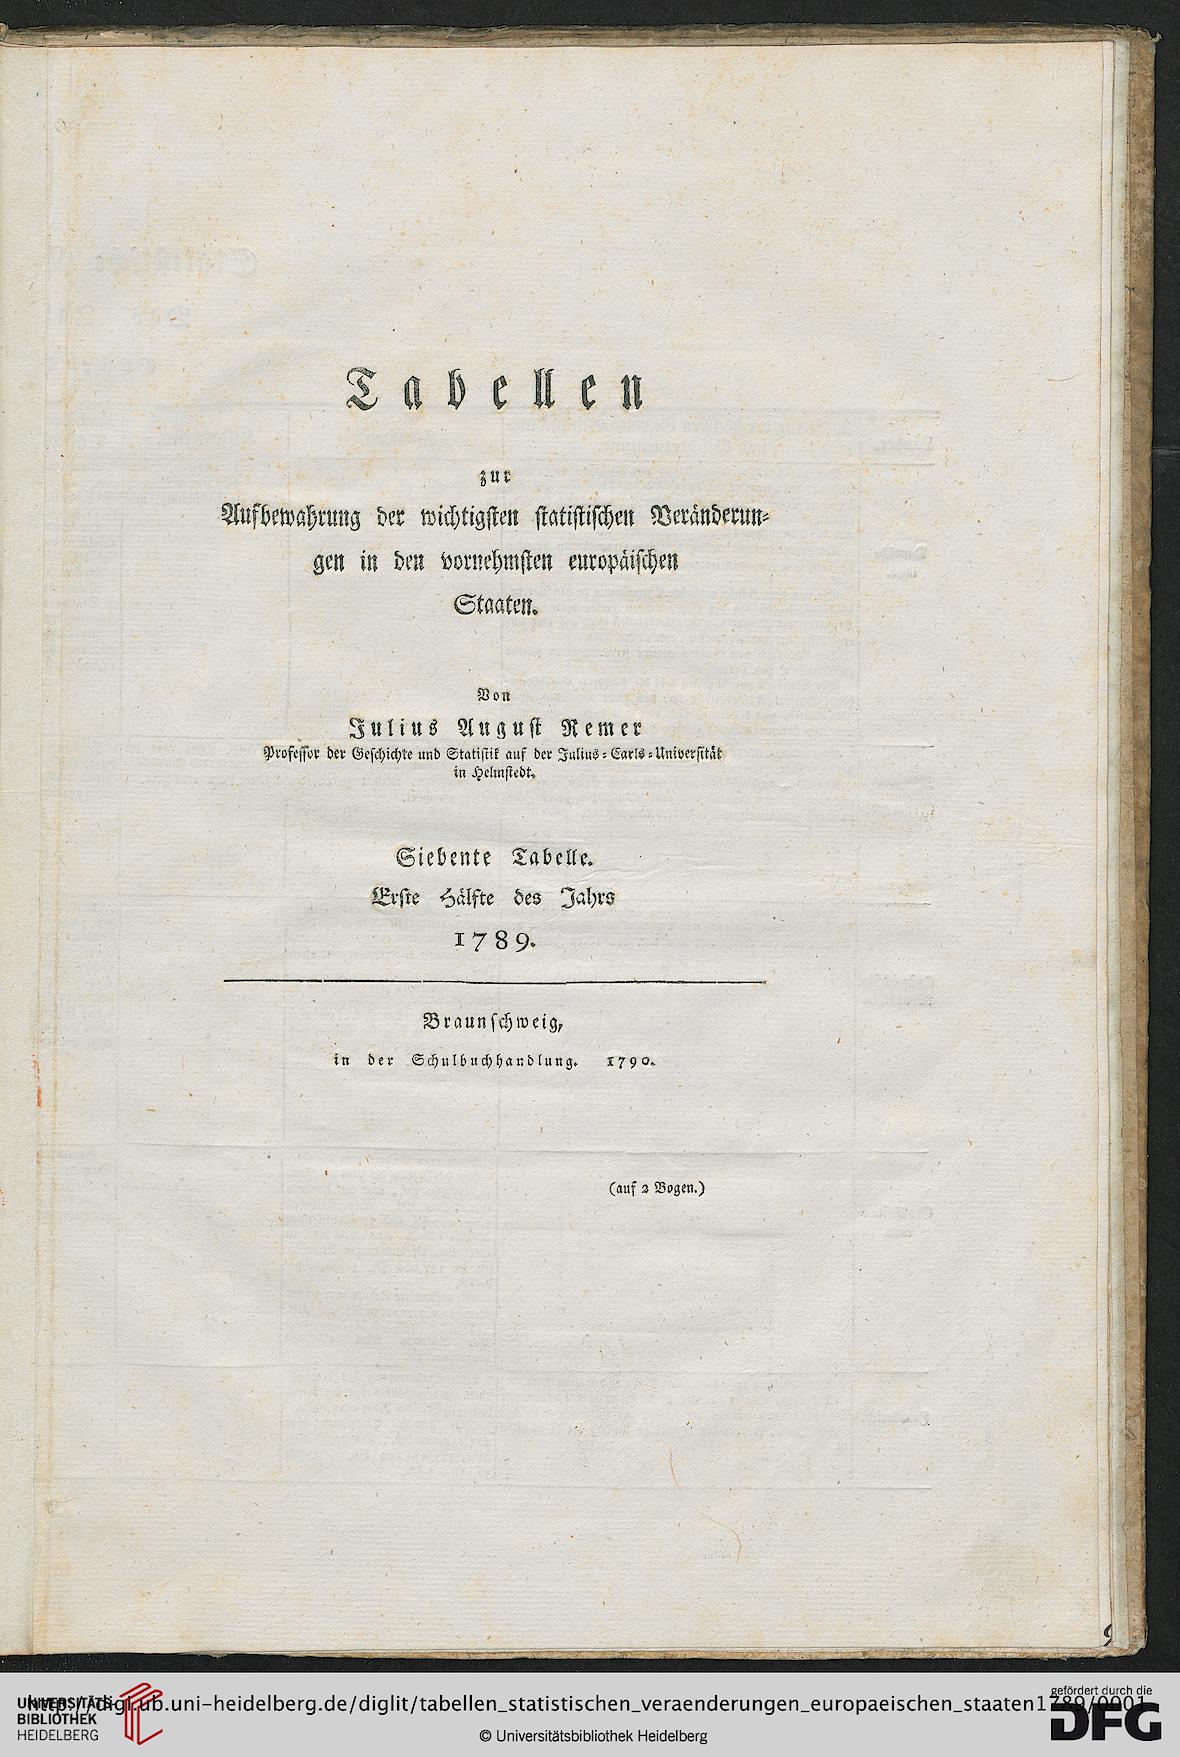 Tabellen
zur
Aufbewahrung der wichtigsten statistischen Veränderun-
gen in den vornehmsten europäischen
Staaten.
Von
Julius August Remer
Professor der Geschichte und Statistik auf der Julius-Carls-Universität
in Helmstedt.
Siebente Tabelle.
Erste Hälfte des Jahrs
1789.
Braunschweig,
in der Schulbuchhandlung. 1790.
(auf 2 Bogen.)
UNIVERSITÄTS-
BIBLIOTHEK
HEIDELBERG
http://digi.ub.uni-heidelberg.de/diglit/tabellen_statistischen_veraenderungen_europaeischen_staaten1789/0001
© Universitätsbibliothek Heidelberg
gefördert durch die
DFG